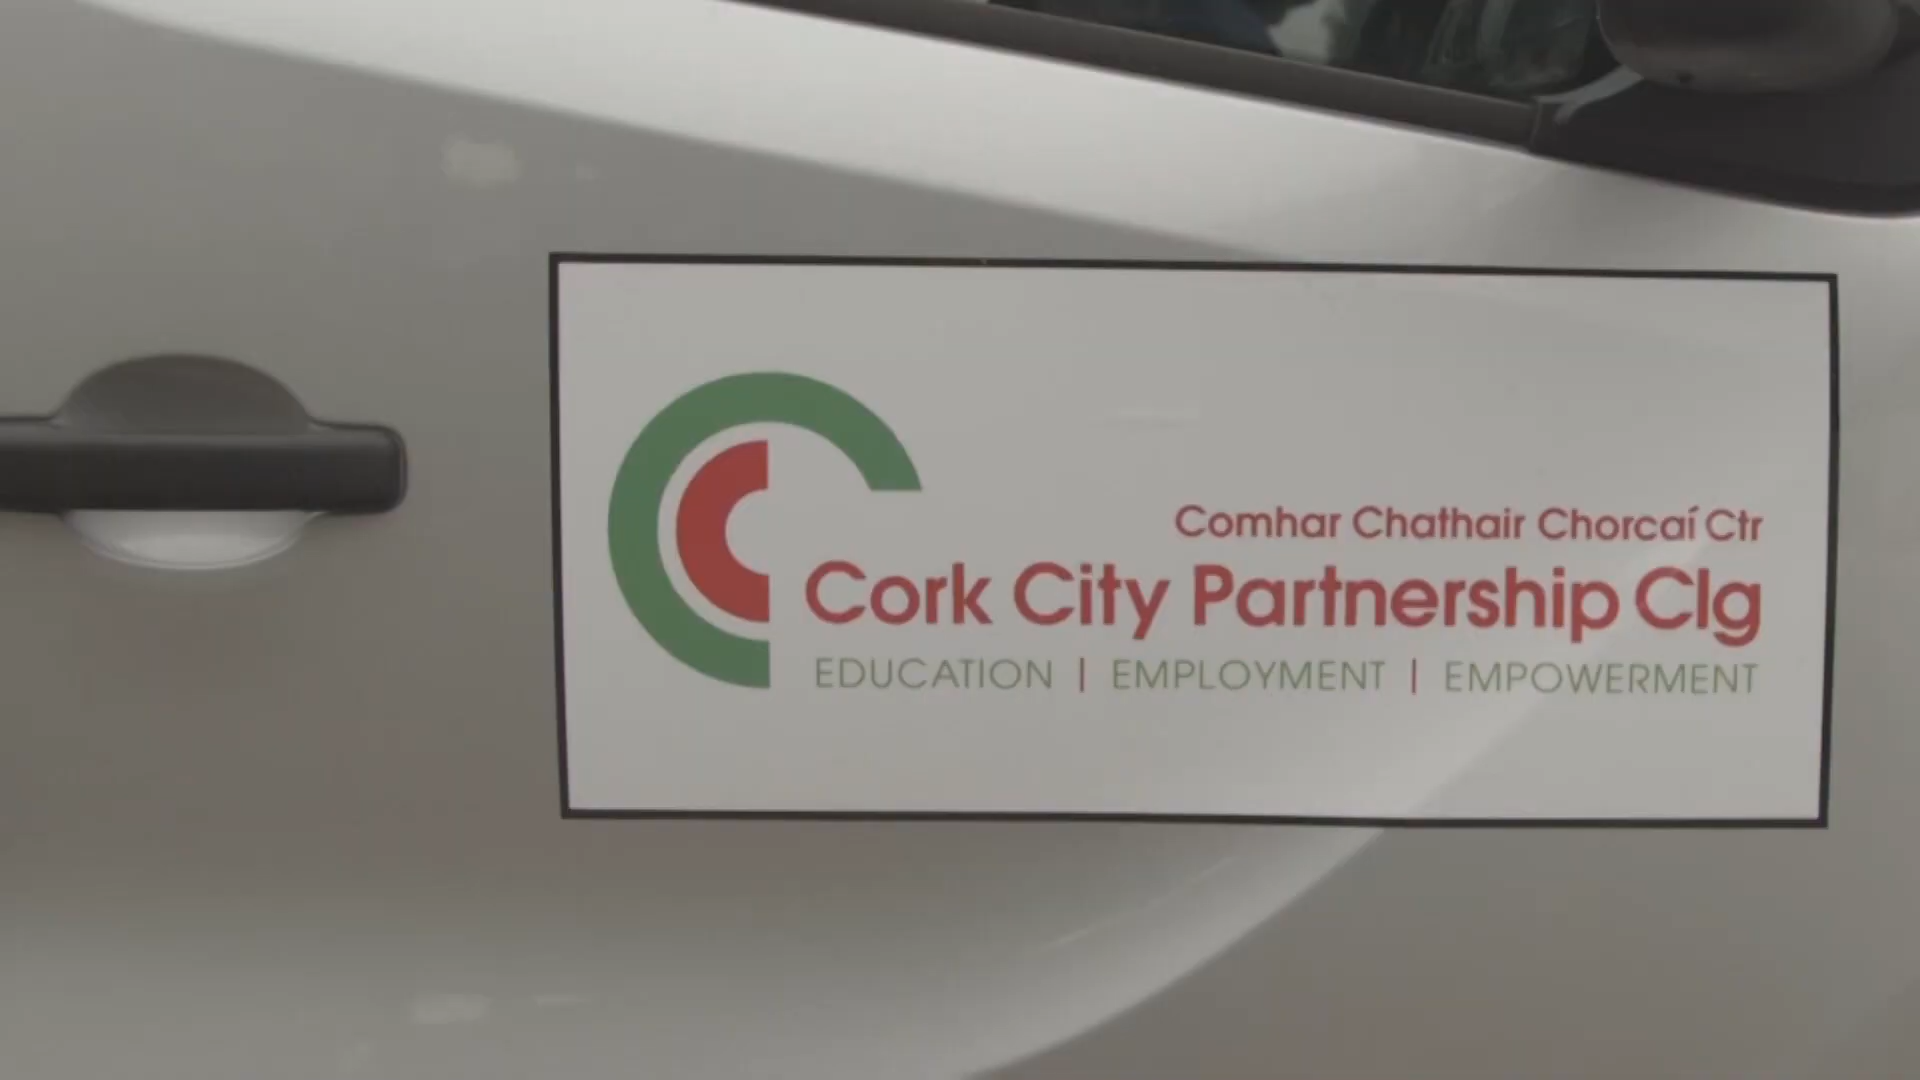 Comhar Chathair Chorcaí Ctr
Cork City Partnership Clg
EDUCATION | EMPLOYMENT | EMPOWERMENT